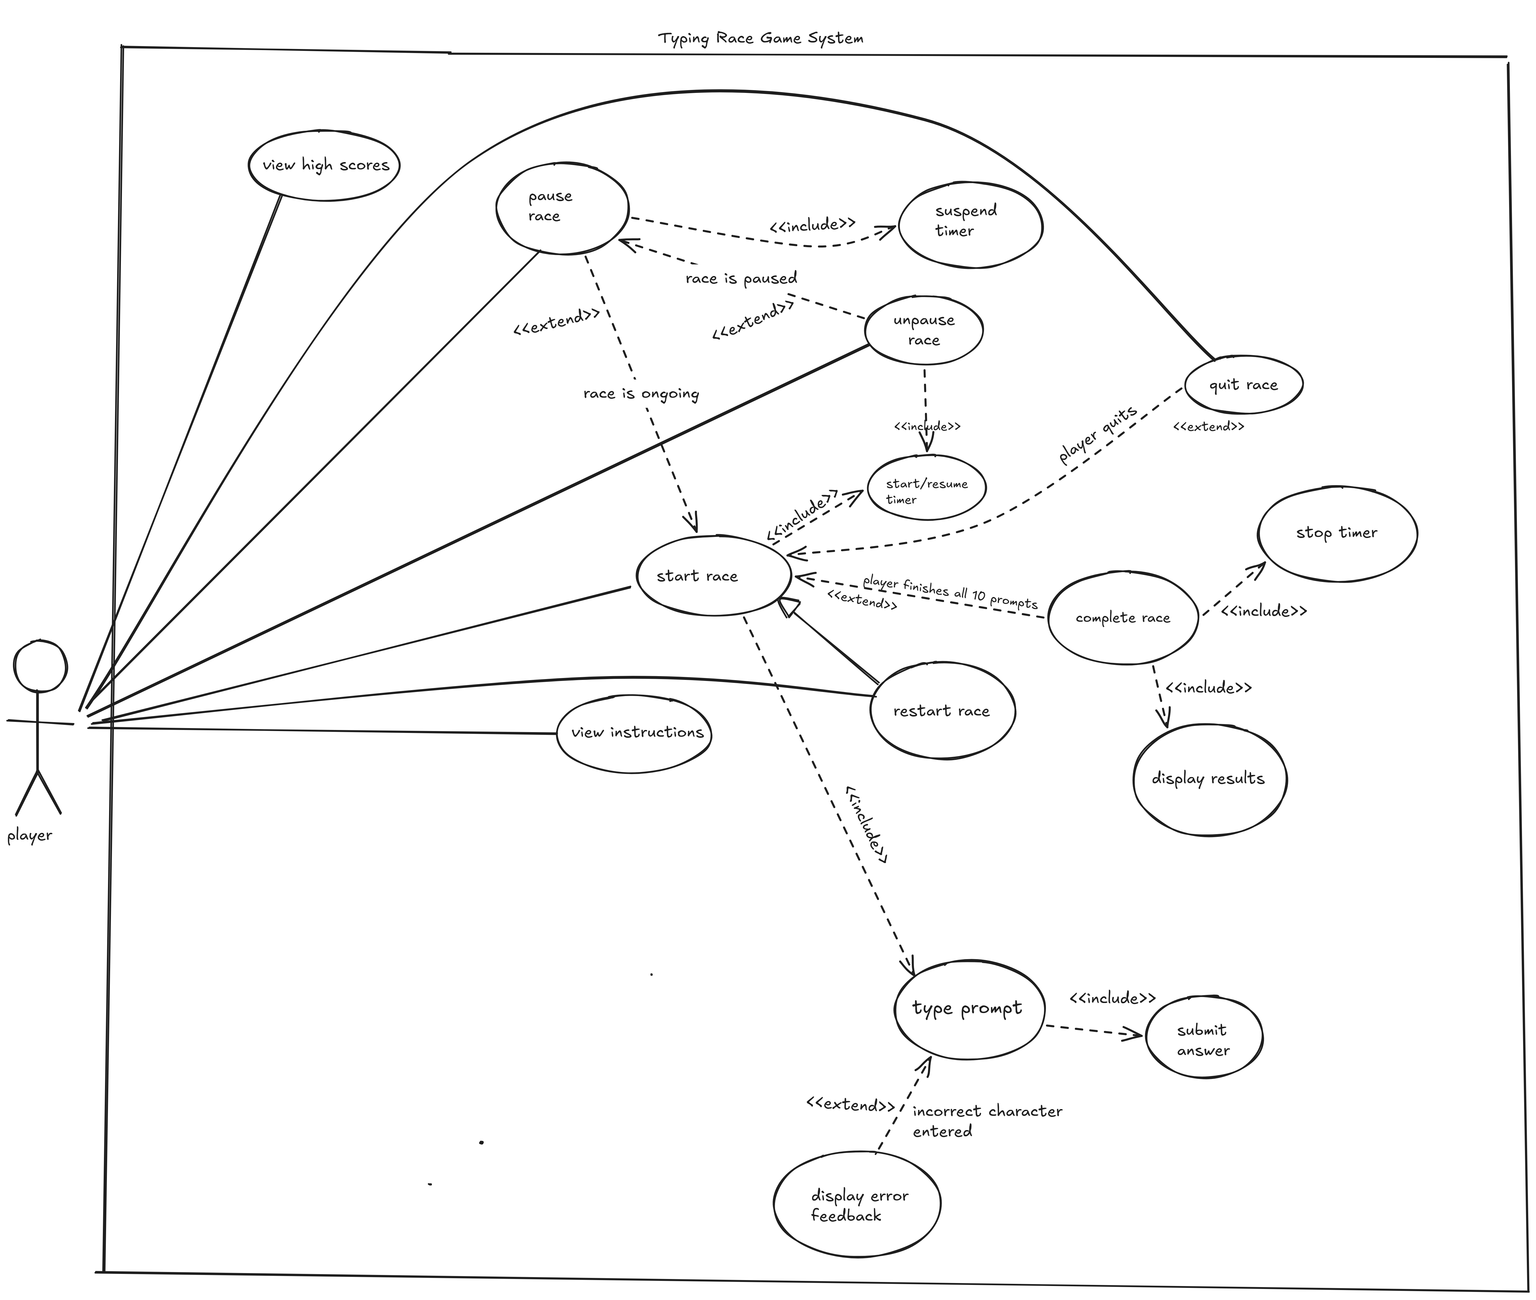 Typing Race Game System
view high scores
pause
race
<<include>>
suspend
timer
race is paused
<<extend>>
<<extend>>
unpause
race
race is ongoing
quit race
<<extend>>
player quits
<<include>>
start/resume
timer
<<include>>
stop timer
start race
player finishes all 10 prompts
<<extend>>
complete race
<<include>>
<<include>>
restart race
view instructions
display results
player
<<include>>
type prompt
<<include>>
submit
answer
<<extend>>
incorrect character
entered
display error
feedback